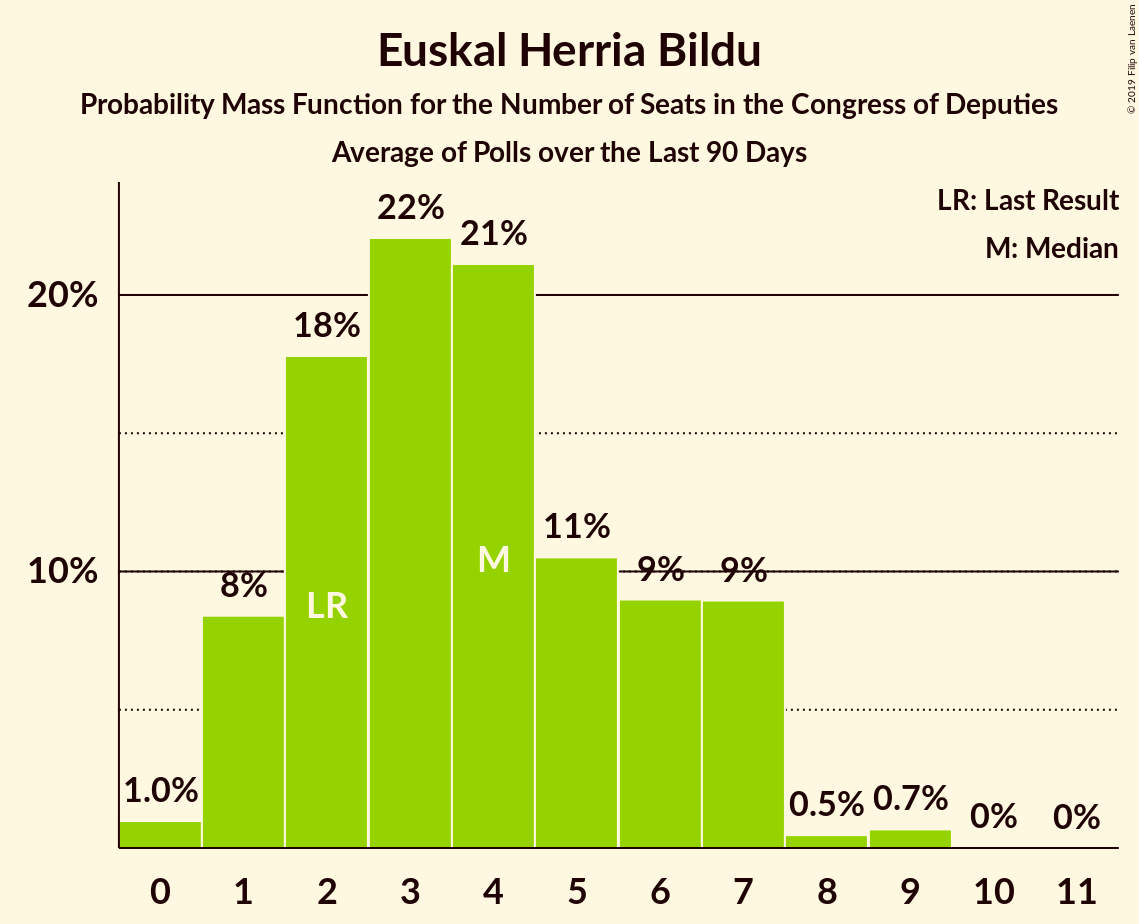 Euskal Herria Bildu
Probability Mass Function for the Number of Seats in the Congress of Deputies
Average of Polls over the Last 90 Days
© 2019 Filip van Laenen
LR: Last Result
M: Median
20%
10%
1.0%
8%
18%
22%
21%
11%
9%
9%
0.5%
0.7%
0%
0%
LR
M
0 1 2 3 4 5 6 7 8 9 10 11